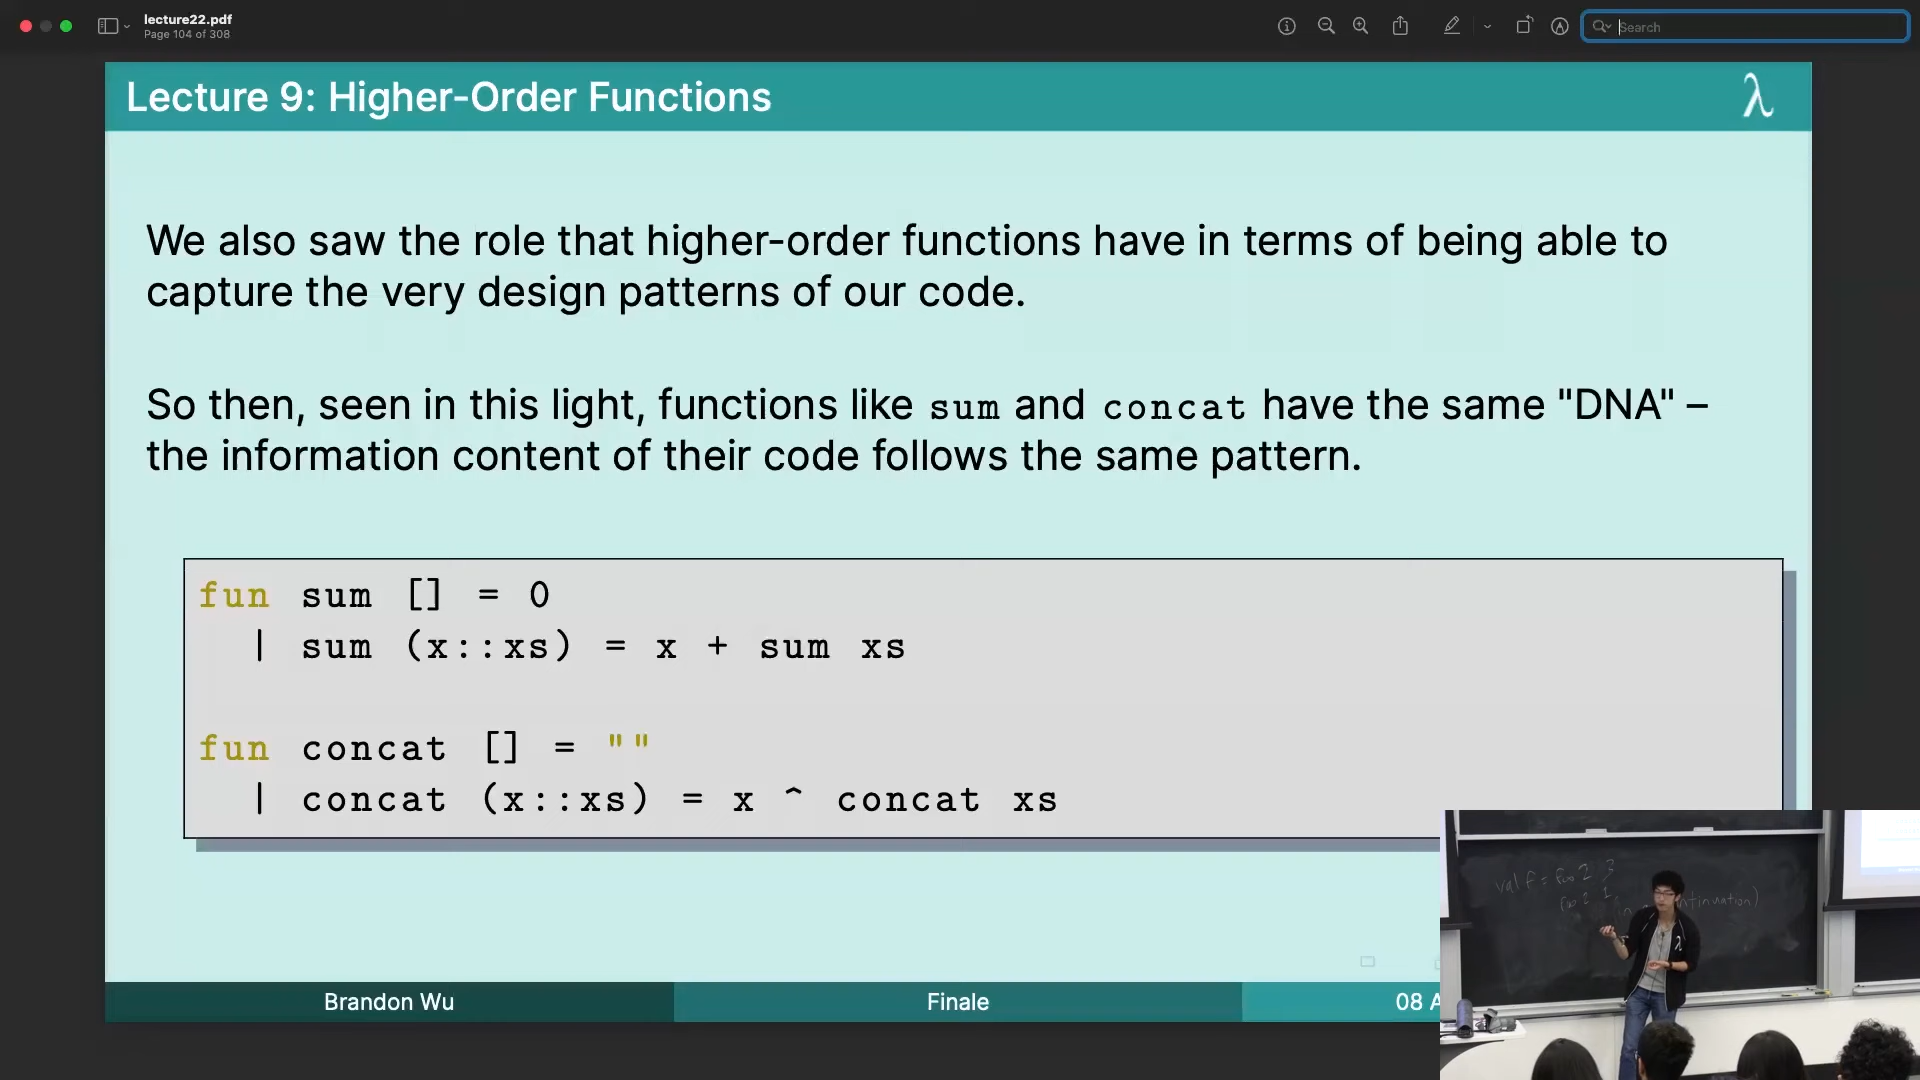 lecture22.pdf
Page 104 of 308
Search
Lecture 9: Higher-Order Functions
λ
We also saw the role that higher-order functions have in terms of being able to
capture the very design patterns of our code.
So then, seen in this light, functions like sum and concat have the same "DNA" –
the information content of their code follows the same pattern.
fun sum [] = 0
| sum (x::xs) = x + sum xs
fun concat [] = ""
| concat (x::xs) = x ^ concat xs
val f = foo 2 3
Brandon Wu
Finale
08 A